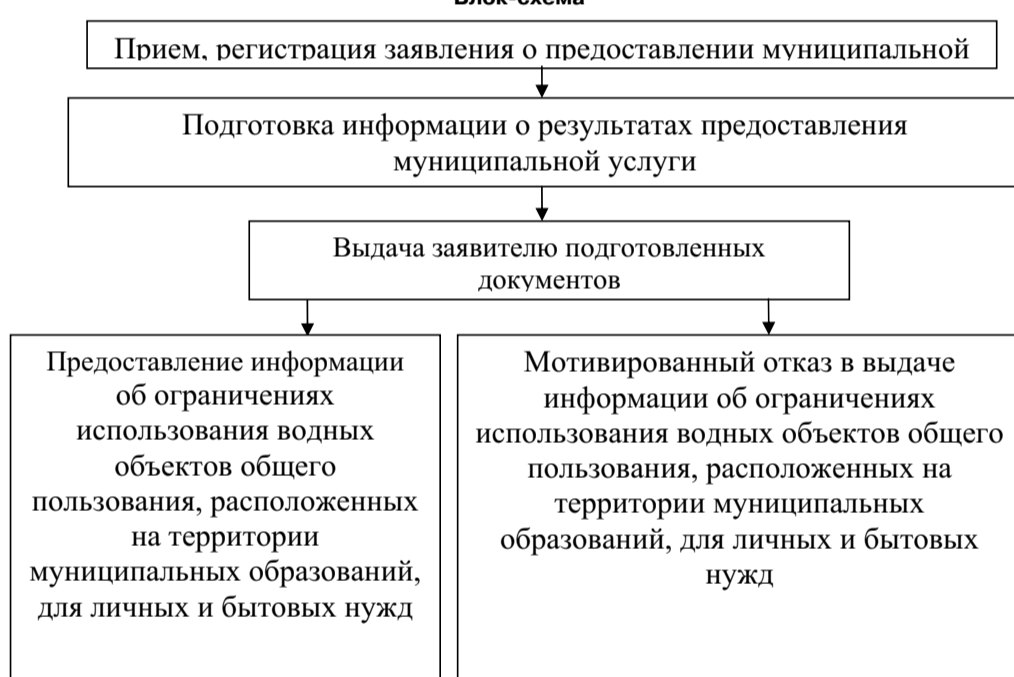 Блок-схема
Прием, регистрация заявления о предоставлении муниципальной
Подготовка информации о результатах предоставления
муниципальной услуги
Выдача заявителю подготовленных
документов
Предоставление информации
об ограничениях
использования водных
объектов общего
пользования, расположенных
на территории
муниципальных образований,
для личных и бытовых нужд
Мотивированный отказ в выдаче
информации об ограничениях
использования водных объектов общего
пользования, расположенных на
территории муниципальных
образований, для личных и бытовых
нужд